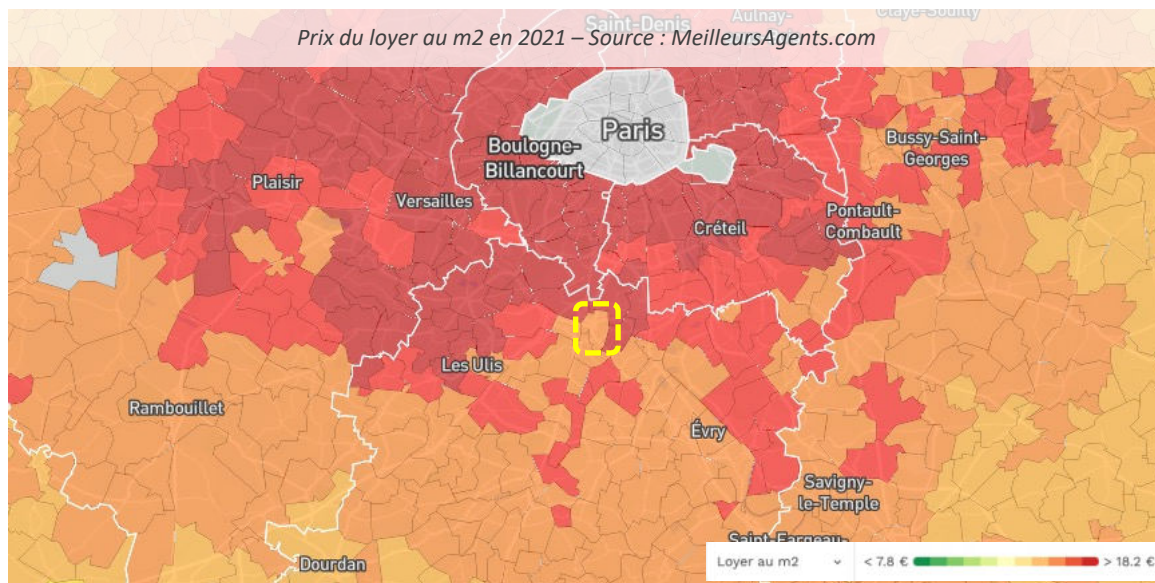 Saint-Denis
Aulnay-
Claye-Souilly
Prix du loyer au m2 en 2021 – Source : MeilleursAgents.com
Paris
Boulogne-
Billancourt
Bussy-Saint-
Georges
Plaisir
Versailles
Créteil
Pontault-
Combault
Les Ulis
Rambouillet
Évry
Savigny-
le-Temple
Saint-Fargeau-
Dourdan
Loyer au m2
< 7.8 €
> 18.2 €